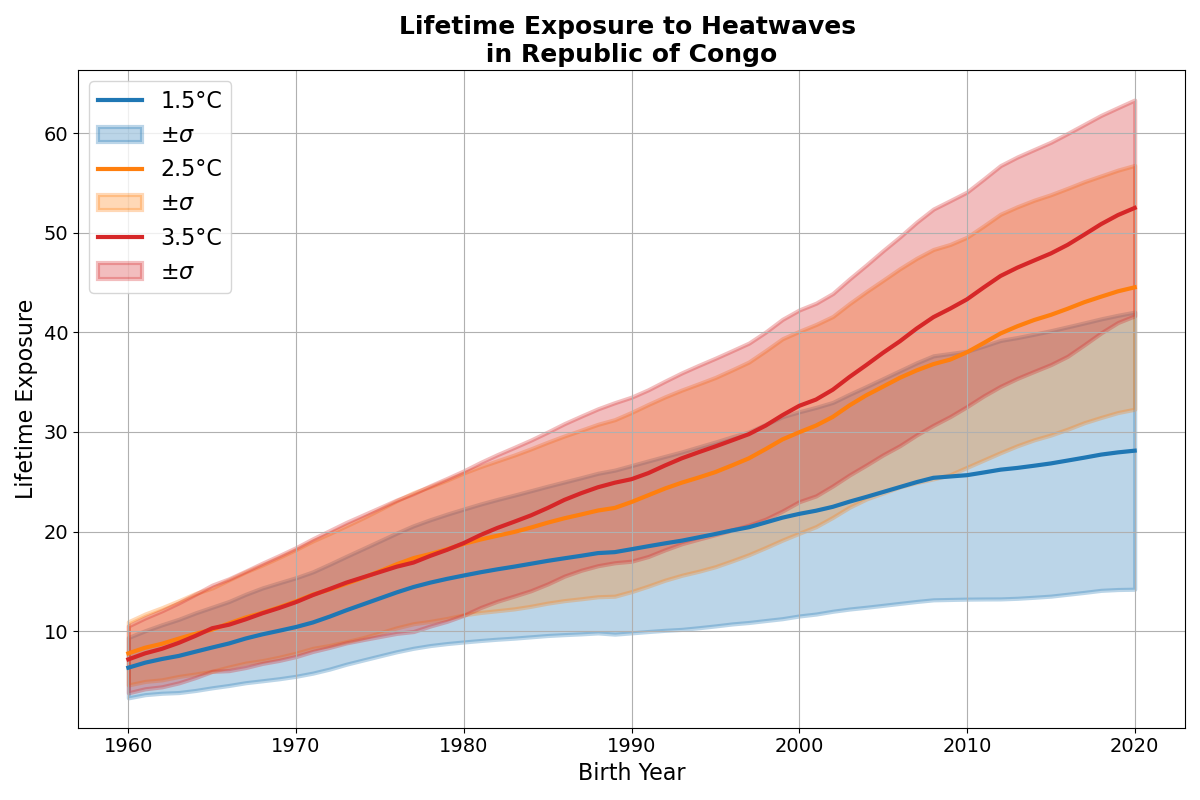 Lifetime Exposure to Heatwaves
in Republic of Congo
1.5°C
±σ
2.5°C
±σ
3.5°C
±σ
60
50
40
30
20
10
Lifetime Exposure
1960 1970 1980 1990 2000 2010 2020
Birth Year